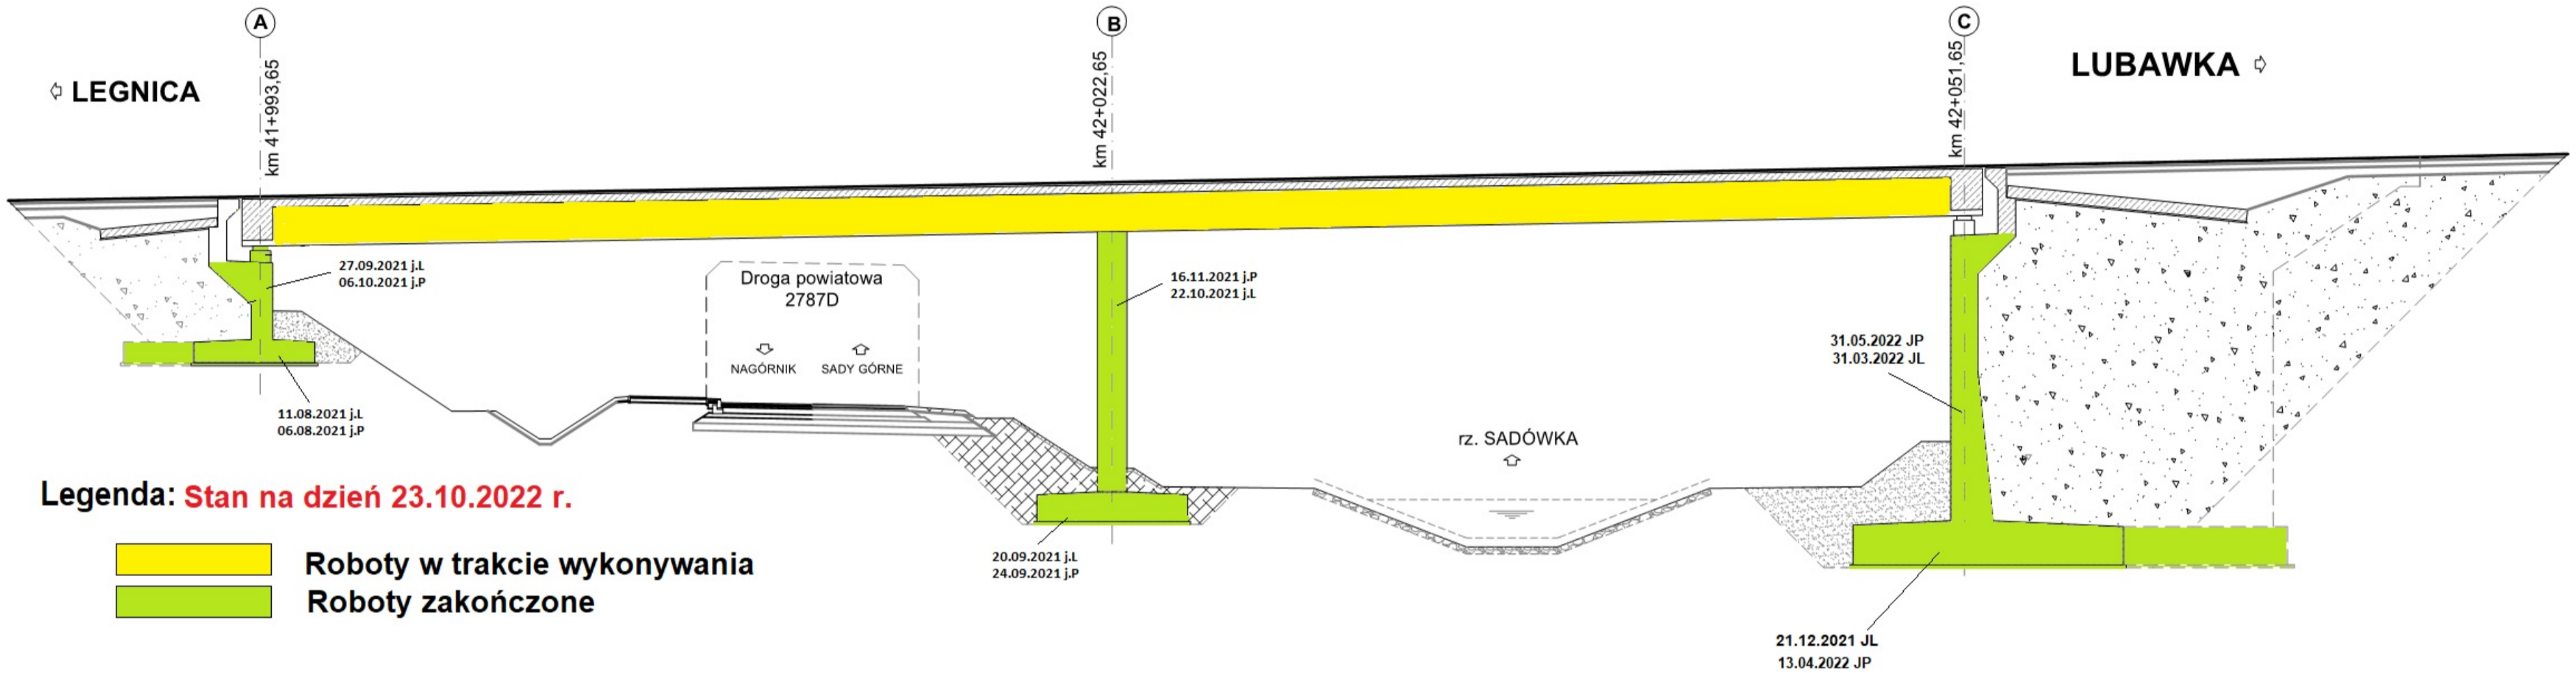 A
B
C
km 41+993,65
km 42+022,65
km 42+051,65
⇦ LEGNICA
LUBAWKA ⇨
27.09.2021 j.L
06.10.2021 j.P
Droga powiatowa
2787D
NAGÓRNIK
SADY GÓRNE
16.11.2021 j.P
22.10.2021 j.L
31.05.2022 JP
31.03.2022 JL
11.08.2021 j.L
06.08.2021 j.P
rz. SADÓWKA
Legenda: Stan na dzień 23.10.2022 r.
Roboty w trakcie wykonywania
Roboty zakończone
20.09.2021 j.L
24.09.2021 j.P
21.12.2021 JL
13.04.2022 JP